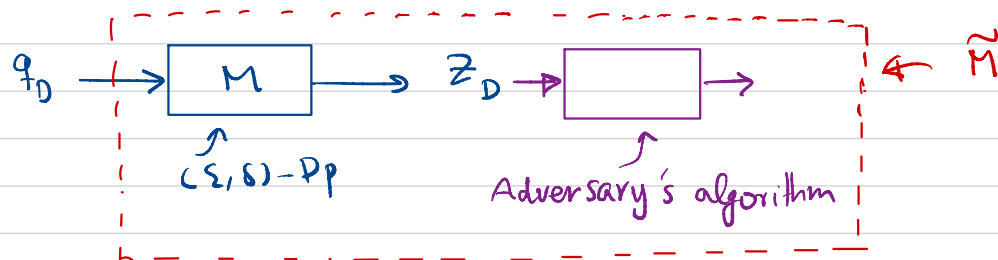 q_D M Z_D M̃
(ε,δ)-Dp
Adversary's algorithm